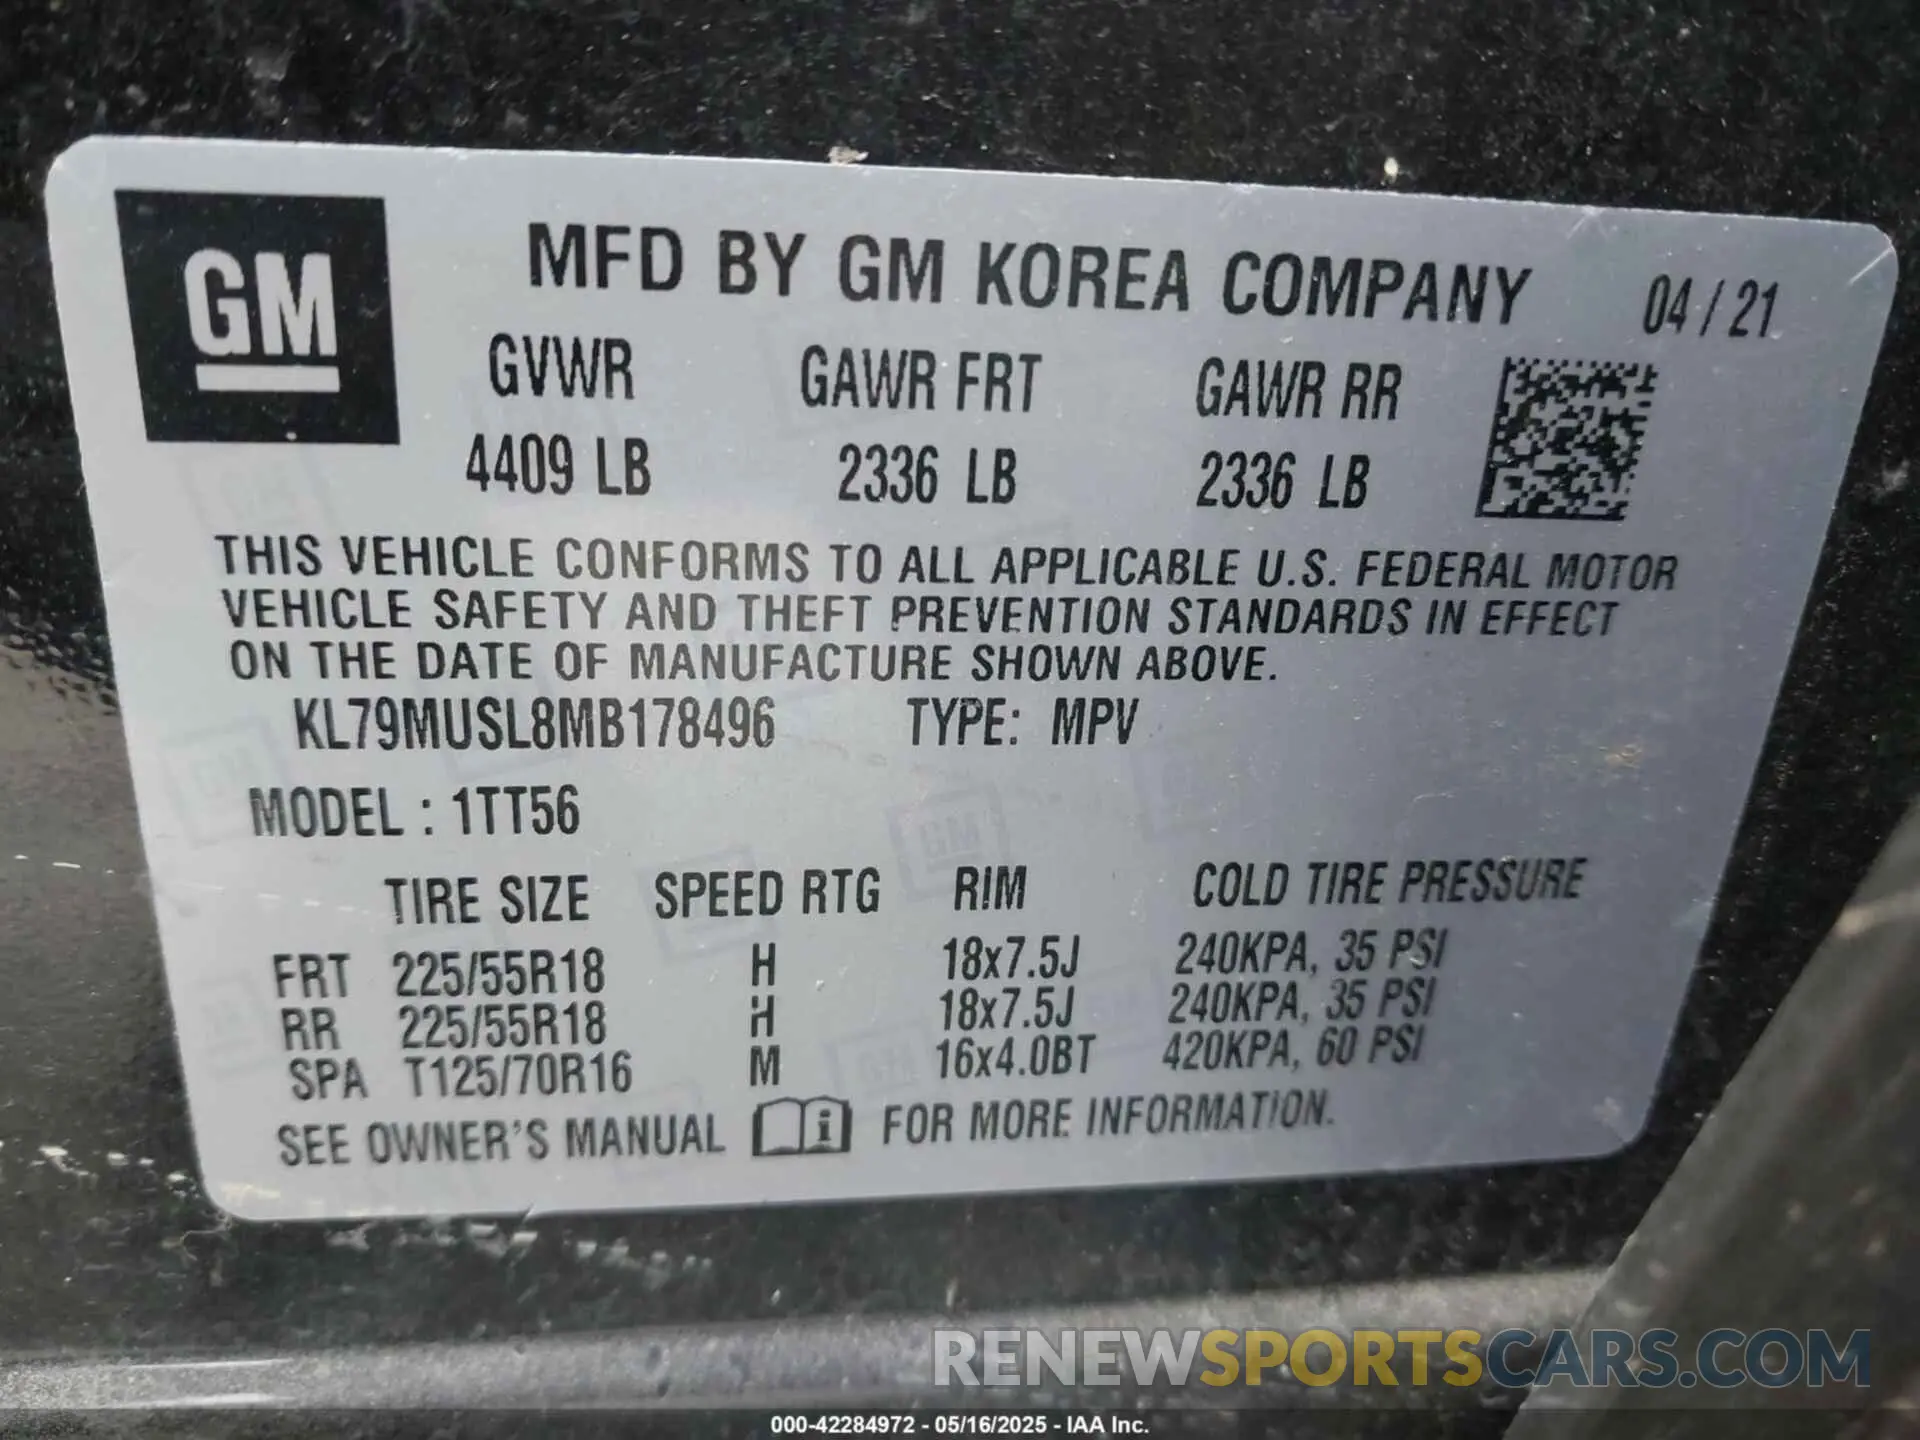 GM
MFD BY GM KOREA COMPANY 04 / 21
GVWR GAWR FRT GAWR RR
4409 LB 2336 LB 2336 LB
THIS VEHICLE CONFORMS TO ALL APPLICABLE U.S. FEDERAL MOTOR
VEHICLE SAFETY AND THEFT PREVENTION STANDARDS IN EFFECT
ON THE DATE OF MANUFACTURE SHOWN ABOVE.
KL79MUSL8MB178496 TYPE: MPV
MODEL : 1TT56
TIRE SIZE SPEED RTG RIM COLD TIRE PRESSURE
FRT 225/55R18 H 18x7.5J 240KPA, 35 PSI
RR 225/55R18 H 18x7.5J 240KPA, 35 PSI
SPA T125/70R16 M 16x4.0BT 420KPA, 60 PSI
SEE OWNER'S MANUAL i FOR MORE INFORMATION.
RENEWSPORTSCARS.COM
000-42284972 - 05/16/2025 - IAA Inc.